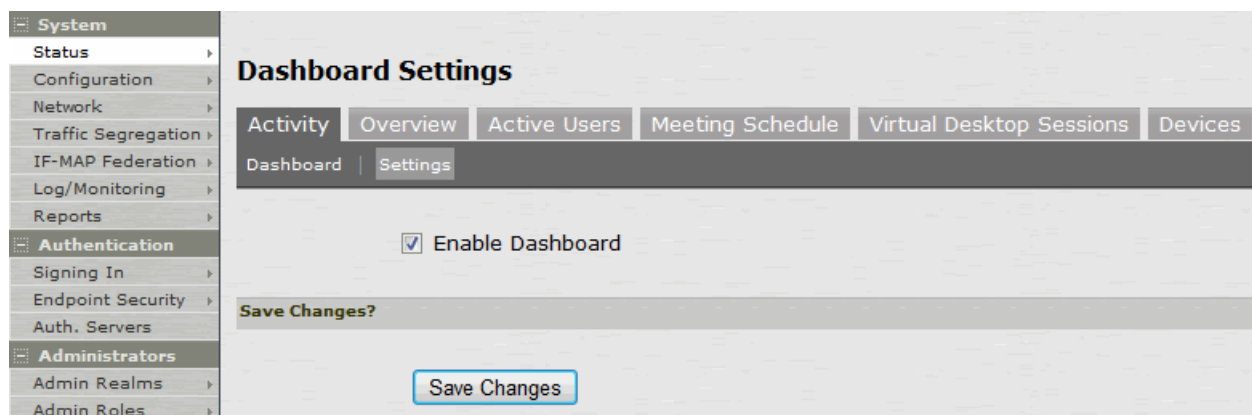 System
Status
Configuration
Network
Traffic Segregation
IF-MAP Federation
Log/Monitoring
Reports
Authentication
Signing In
Endpoint Security
Auth. Servers
Administrators
Admin Realms
Admin Roles
Dashboard Settings
Activity Overview Active Users Meeting Schedule Virtual Desktop Sessions Devices
Dashboard | Settings
Enable Dashboard
Save Changes?
Save Changes